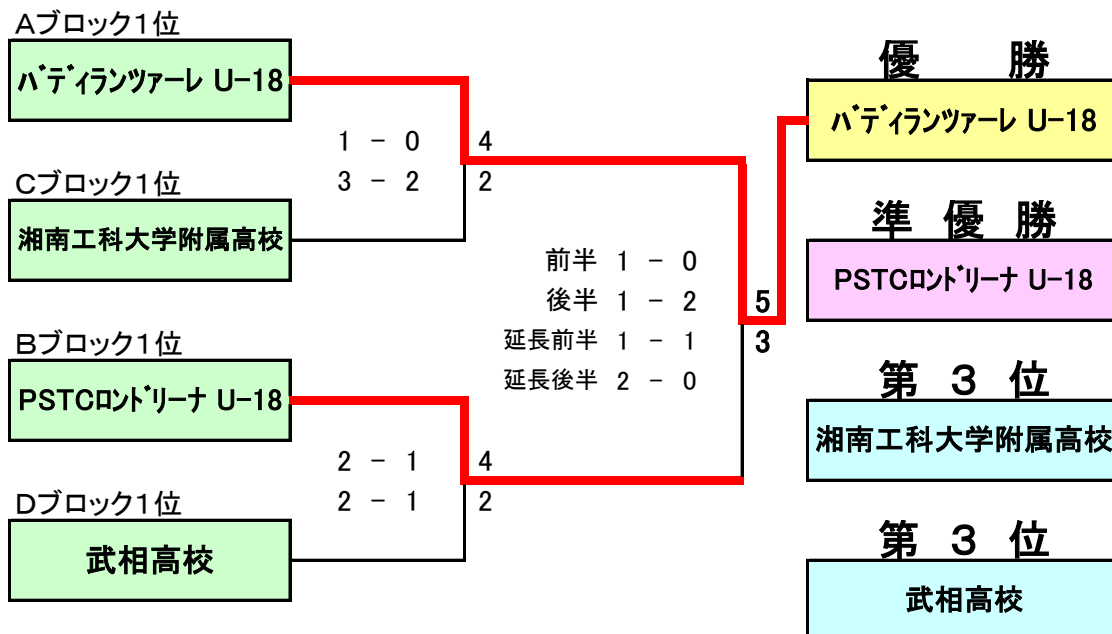 Aブロック1位
バディランツァーレ U-18
Cブロック1位
湘南工科大学附属高校
1 - 0
3 - 2
4
2
Bブロック1位
PSTCロンドリーナ U-18
Dブロック1位
武相高校
2 - 1
2 - 1
4
2
前半 1 - 0
後半 1 - 2
延長前半 1 - 1
延長後半 2 - 0
5
3
優 勝
バディランツァーレ U-18
準 優 勝
PSTCロンドリーナ U-18
第 3 位
湘南工科大学附属高校
第 3 位
武相高校